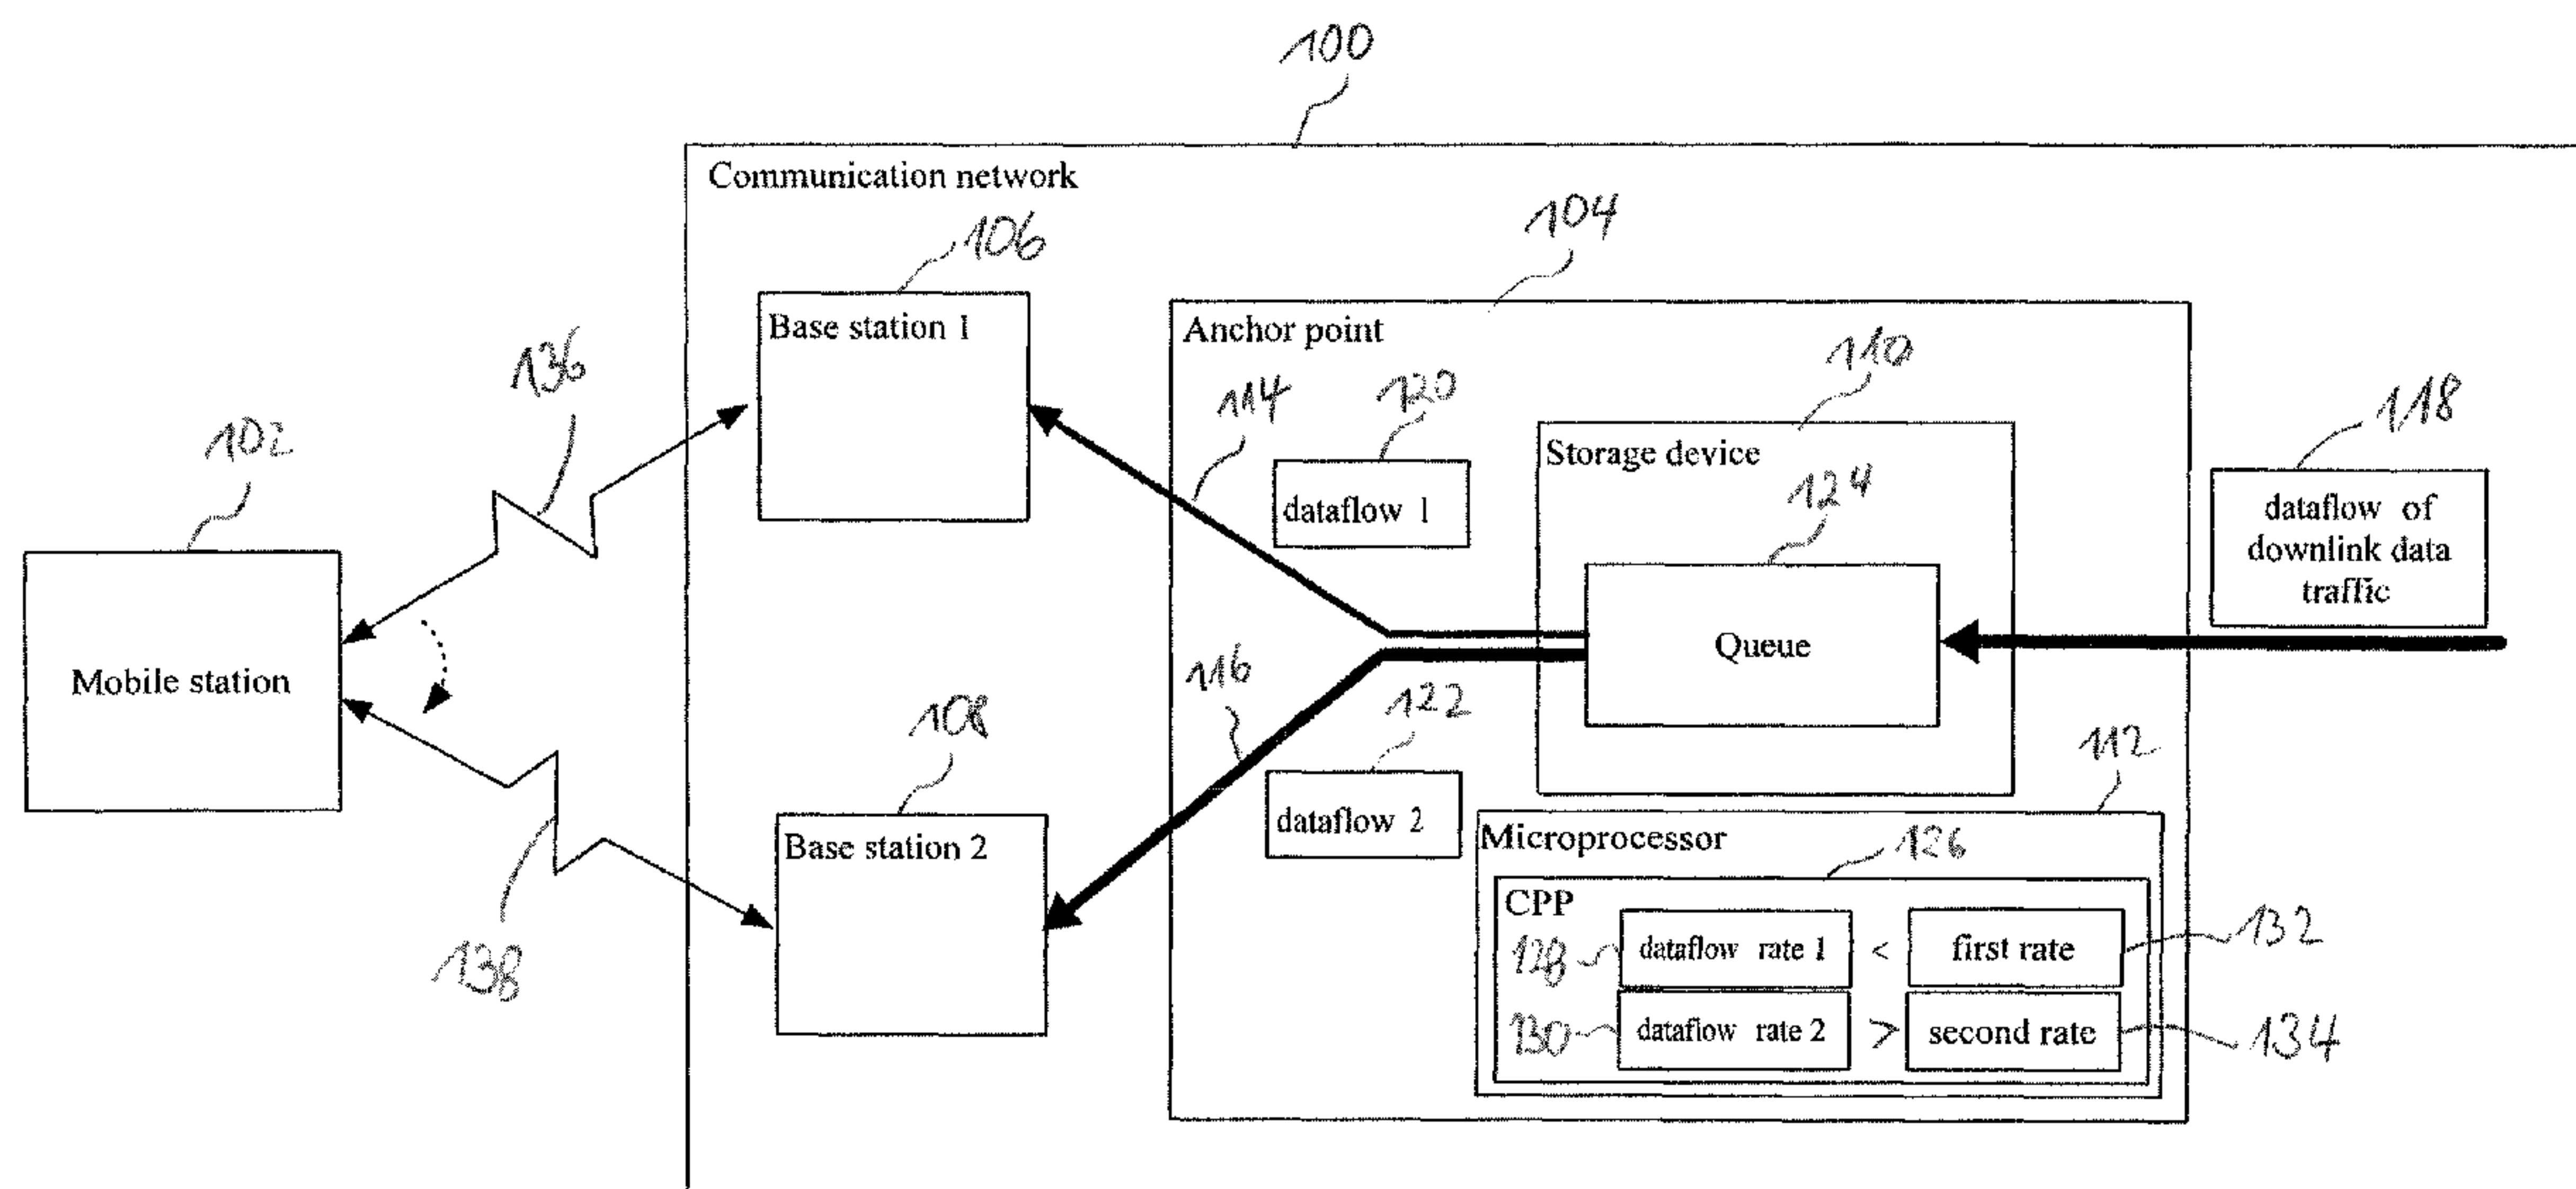 100
Communication network
104
106
Anchor point
Base station 1
110
118
136
120
114
102
Storage device
124
dataflow 1
dataflow of
downlink data
traffic
Queue
Mobile station
116
122
108
112
dataflow 2
Microprocessor
126
Base station 2
CPP
128 dataflow rate 1 < first rate 132
130 dataflow rate 2 > second rate 134
138